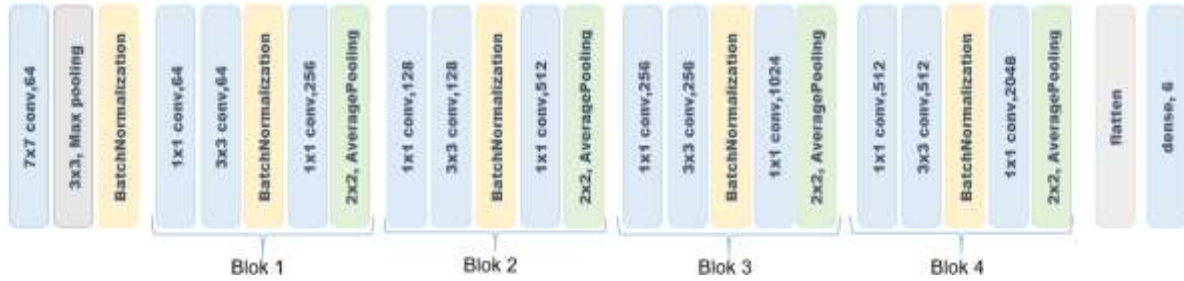 7x7 conv,64
3x3, Max pooling
BatchNormalization
1x1 conv,64
3x3 conv,64
BatchNormalization
1x1 conv,256
2x2, AveragePooling
1x1 conv,128
3x3 conv,128
BatchNormalization
1x1 conv,512
2x2, AveragePooling
1x1 conv,256
3x3 conv,256
BatchNormalization
1x1 conv,1024
2x2, AveragePooling
1x1 conv,512
3x3 conv,512
BatchNormalization
1x1 conv,2048
2x2, AveragePooling
flatten
dense, 6
Blok 1
Blok 2
Blok 3
Blok 4